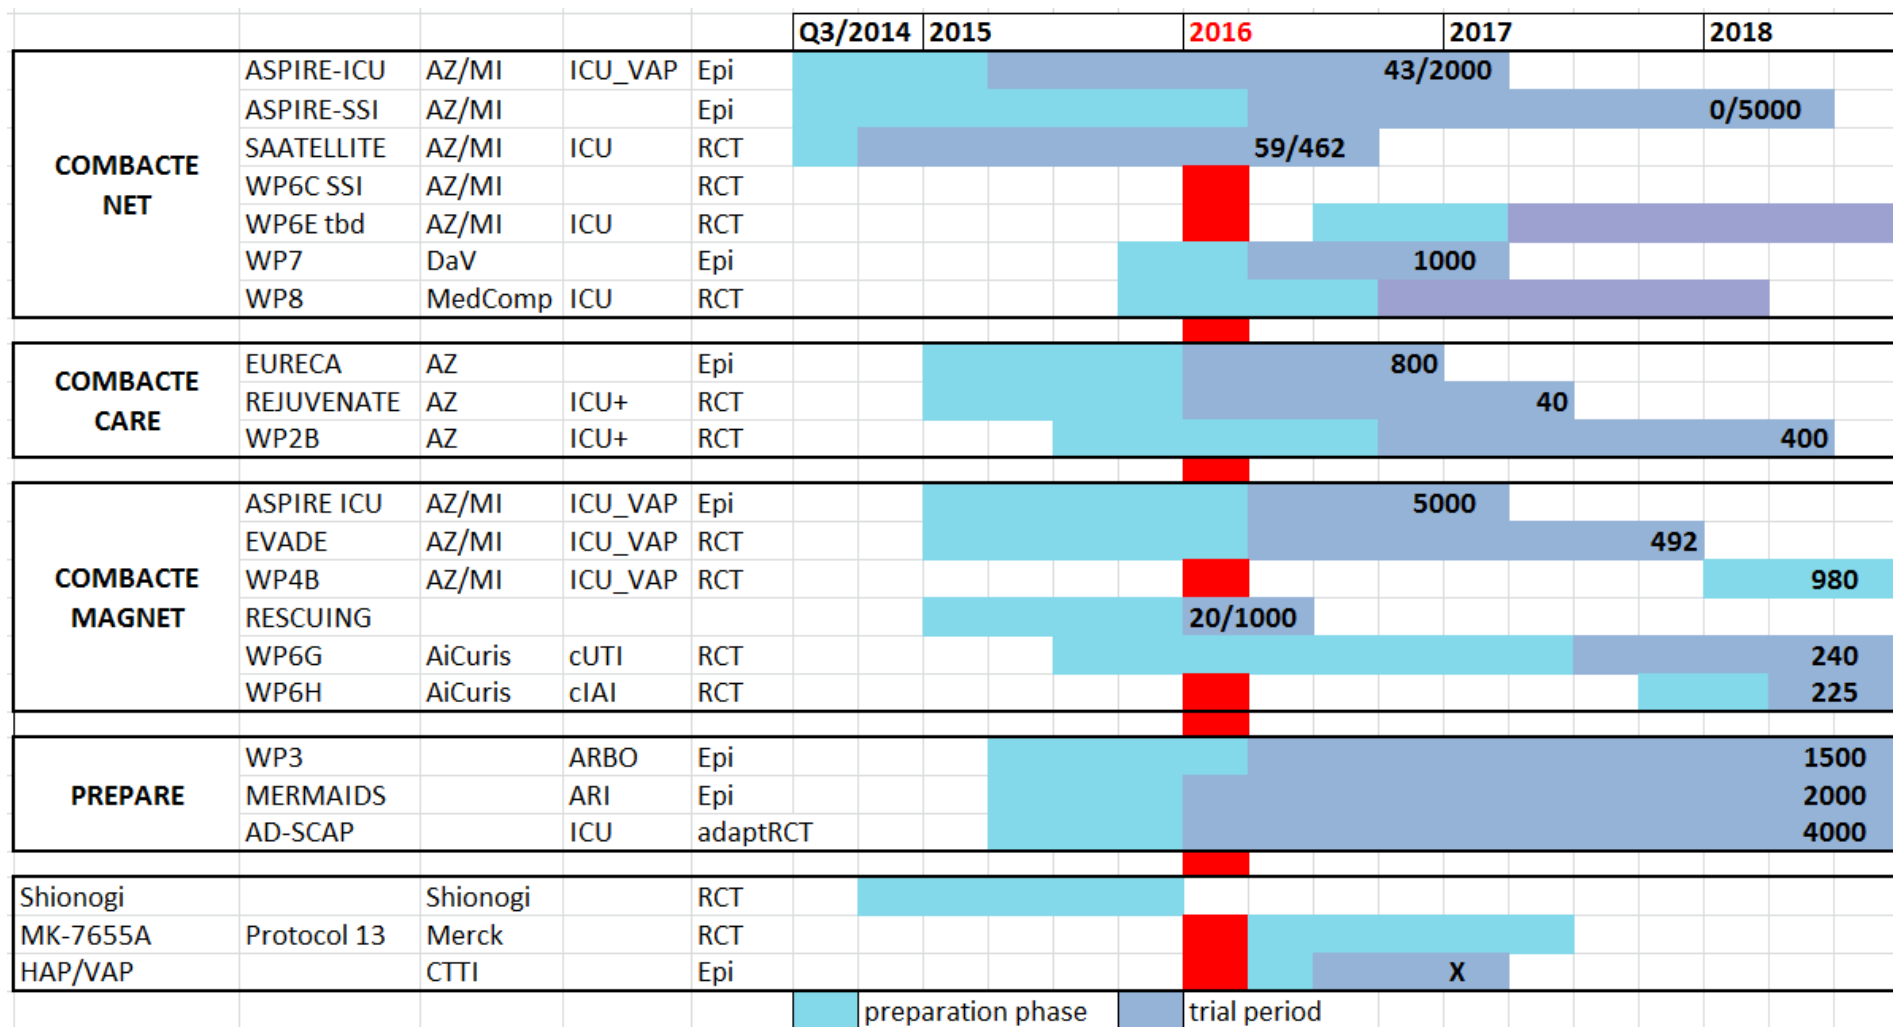 Q3/2014 2015 2016 2017 2018
ASPIRE-ICU AZ/MI ICU_VAP Epi 43/2000
ASPIRE-SSI AZ/MI Epi 0/5000
SAATELLITE AZ/MI ICU RCT 59/462
COMBACTE NET
WP6C SSI AZ/MI RCT
WP6E tbd AZ/MI ICU RCT
WP7 DaV Epi 1000
WP8 MedComp ICU RCT
EURECA AZ Epi 800
COMBACTE CARE
REJUVENATE AZ ICU+ RCT 40
WP2B AZ ICU+ RCT 400
ASPIRE ICU AZ/MI ICU_VAP Epi 5000
EVADE AZ/MI ICU_VAP RCT 492
COMBACTE MAGNET
WP4B AZ/MI ICU_VAP RCT 980
RESCUING 20/1000
WP6G AiCuris cUTI RCT 240
WP6H AiCuris cIAI RCT 225
WP3 ARBO Epi 1500
PREPARE MERMAIDS ARI Epi 2000
AD-SCAP ICU adaptRCT 4000
Shionogi Shionogi RCT
MK-7655A Protocol 13 Merck RCT
HAP/VAP CTTI Epi X
preparation phase trial period